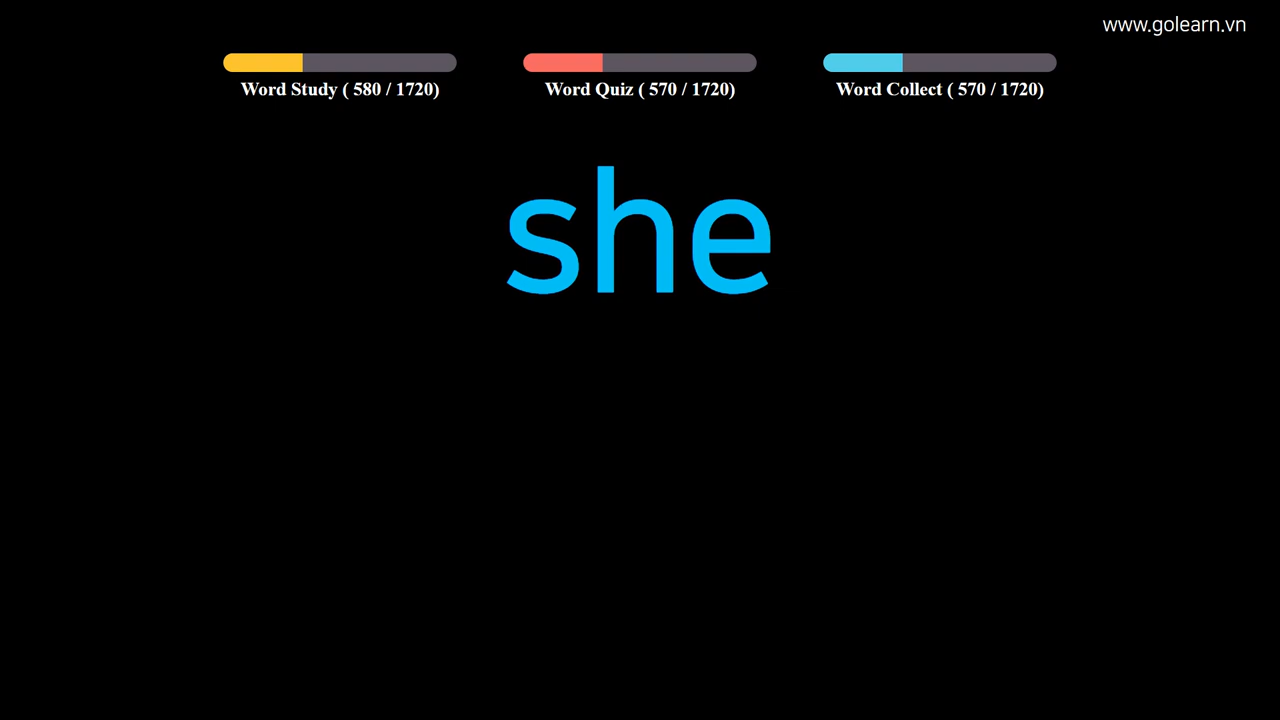 www.golearn.vn
Word Study ( 580 / 1720)
Word Quiz ( 570 / 1720)
Word Collect ( 570 / 1720)
she